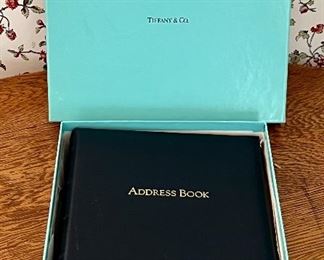 TIFFANY & CO.
ADDRESS BOOK